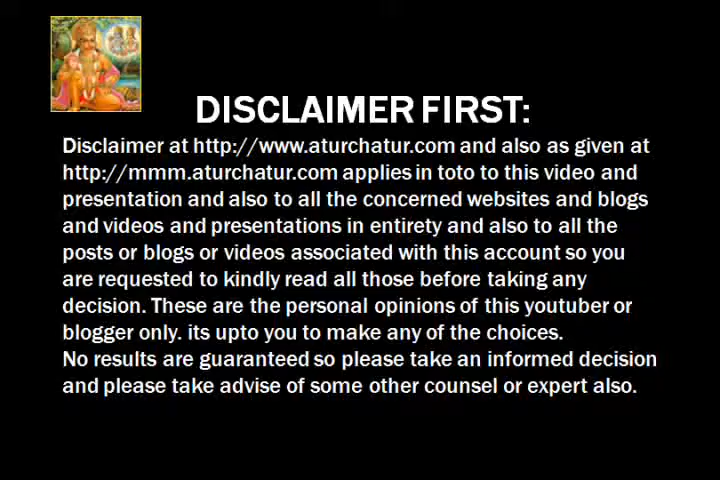 DISCLAIMER FIRST:
Disclaimer at http://www.aturchatur.com and also as given at
http://mmm.aturchatur.com applies in toto to this video and
presentation and also to all the concerned websites and blogs
and videos and presentations in entirety and also to all the
posts or blogs or videos associated with this account so you
are requested to kindly read all those before taking any
decision. These are the personal opinions of this youtuber or
blogger only. its upto you to make any of the choices.
No results are guaranteed so please take an informed decision
and please take advise of some other counsel or expert also.